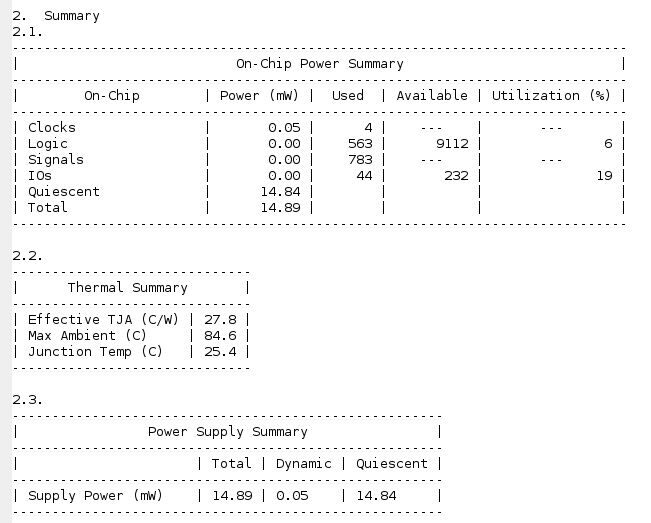 2.  Summary
2.1.
On-Chip Power Summary
| On-Chip | Power (mW) | Used | Available | Utilization (%) |
| Clocks | 0.05 | 4 | --- | --- |
| Logic | 0.00 | 563 | 9112 | 6 |
| Signals | 0.00 | 783 | --- | --- |
| IOs | 0.00 | 44 | 232 | 19 |
| Quiescent | 14.84 | | | |
| Total | 14.89 | | | |
2.2.
| Thermal Summary |
| Effective TJA (C/W) | 27.8 |
| Max Ambient (C) | 84.6 |
| Junction Temp (C) | 25.4 |
2.3.
| Power Supply Summary |
| | Total | Dynamic | Quiescent |
| Supply Power (mW) | 14.89 | 0.05 | 14.84 |